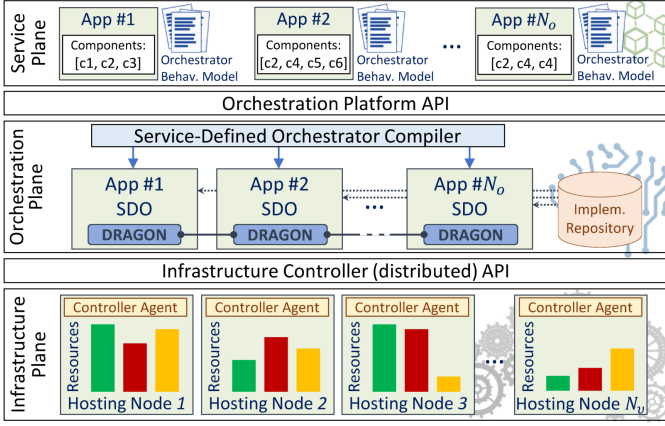 Service
Plane
App #1
Components:
[c1, c2, c3]
Orchestrator
Behav. Model
App #2
Components:
[c2, c4, c5, c6]
Orchestrator
Behav. Model
...
App #N_o
Components:
[c2, c4, c4]
Orchestrator
Behav. Model
Orchestration Platform API
Orchestration
Plane
Service-Defined Orchestrator Compiler
App #1
SDO
DRAGON
App #2
SDO
DRAGON
...
App #N_o
SDO
DRAGON
Implem.
Repository
Infrastructure Controller (distributed) API
Infrastructure
Plane
Controller Agent
Resources
Hosting Node 1
Controller Agent
Resources
Hosting Node 2
Controller Agent
Resources
Hosting Node 3
...
Controller Agent
Resources
Hosting Node N_v